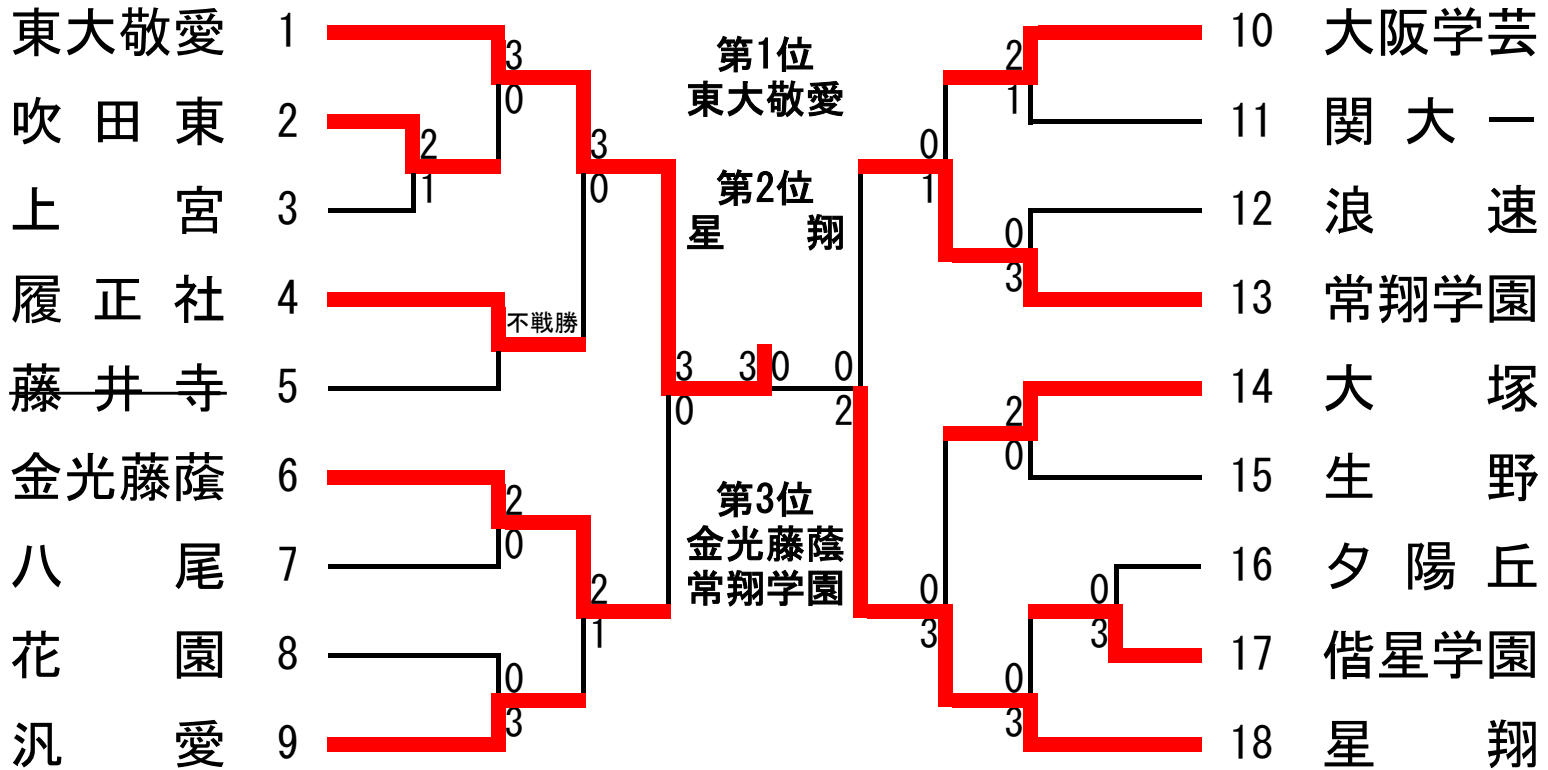 東大敬愛 1
吹田東 2
上宮 3
履正社 4
藤井寺 5
金光藤蔭 6
八尾 7
花園 8
汎愛 9
3
0
2
1
不戦勝
2
0
0
3
3
0
2
1
3
0
3 0
第1位
東大敬愛
第2位
星翔
第3位
金光藤蔭
常翔学園
0
2
0
1
0
3
2
1
0
3
2
0
0
3
0
3
10 大阪学芸
11 関大一
12 浪速
13 常翔学園
14 大塚
15 生野
16 夕陽丘
17 偕星学園
18 星翔